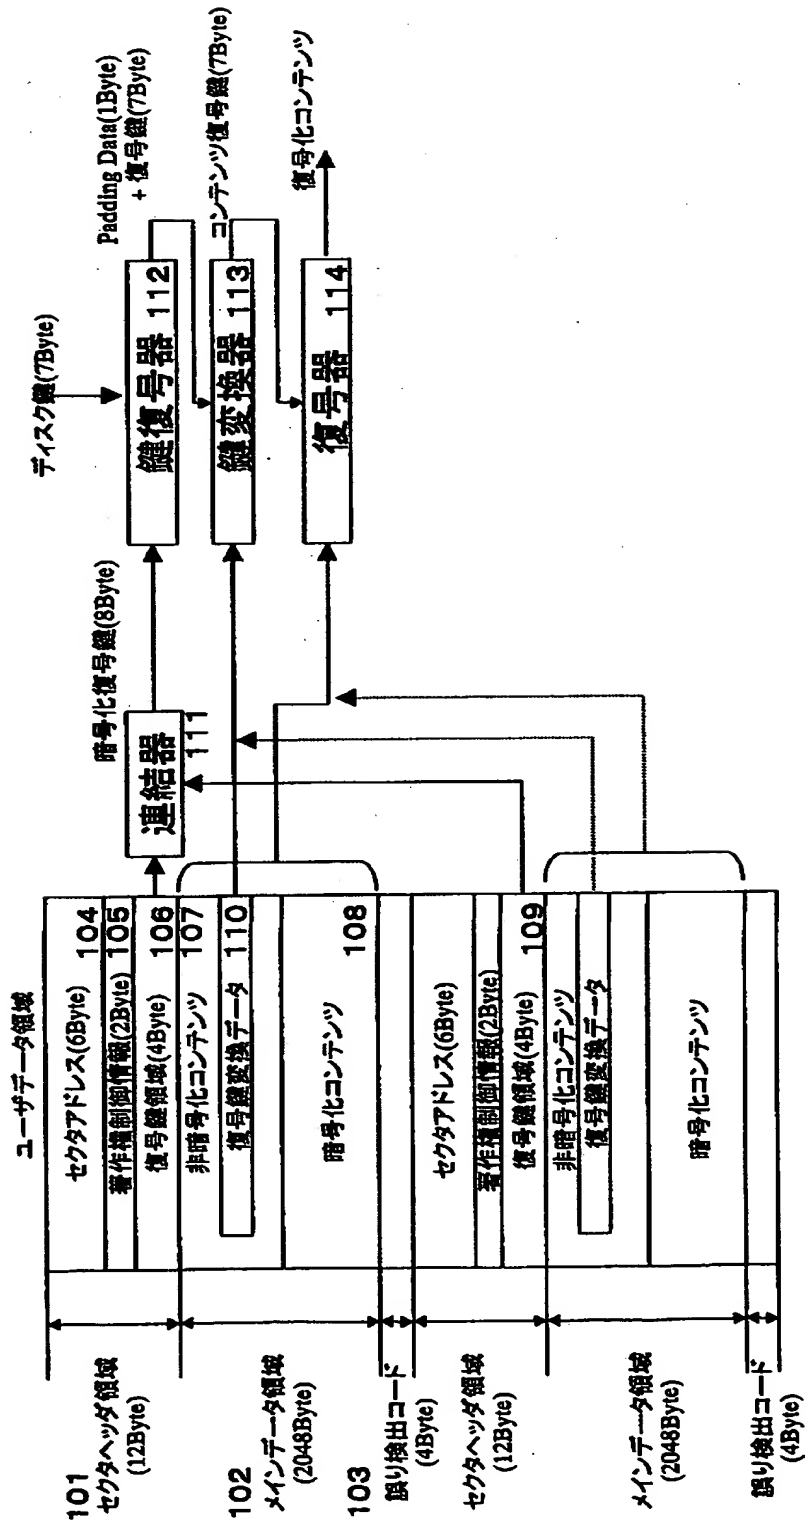 ユーザデータ領域
101
セクタヘッダ領域
(12Byte)
102
メインデータ領域
(2048Byte)
103
誤り検出コード
(4Byte)
セクタヘッダ領域
(12Byte)
メインデータ領域
(2048Byte)
誤り検出コード
(4Byte)
セクタアドレス(6Byte) 104
著作権制御情報(2Byte) 105
復号鍵領域(4Byte) 106
非暗号化コンテンツ 107
復号鍵変換データ 110
暗号化コンテンツ 108
セクタアドレス(6Byte)
著作権制御情報(2Byte)
復号鍵領域(4Byte) 109
非暗号化コンテンツ
復号鍵変換データ
暗号化コンテンツ
連結器
111
暗号化復号鍵(8Byte)
ディスク鍵(7Byte)
鍵復号器 112
Padding Data(1Byte)
+ 復号鍵(7Byte)
鍵変換器 113
コンテンツ復号鍵(7Byte)
復号器 114
復号化コンテンツ